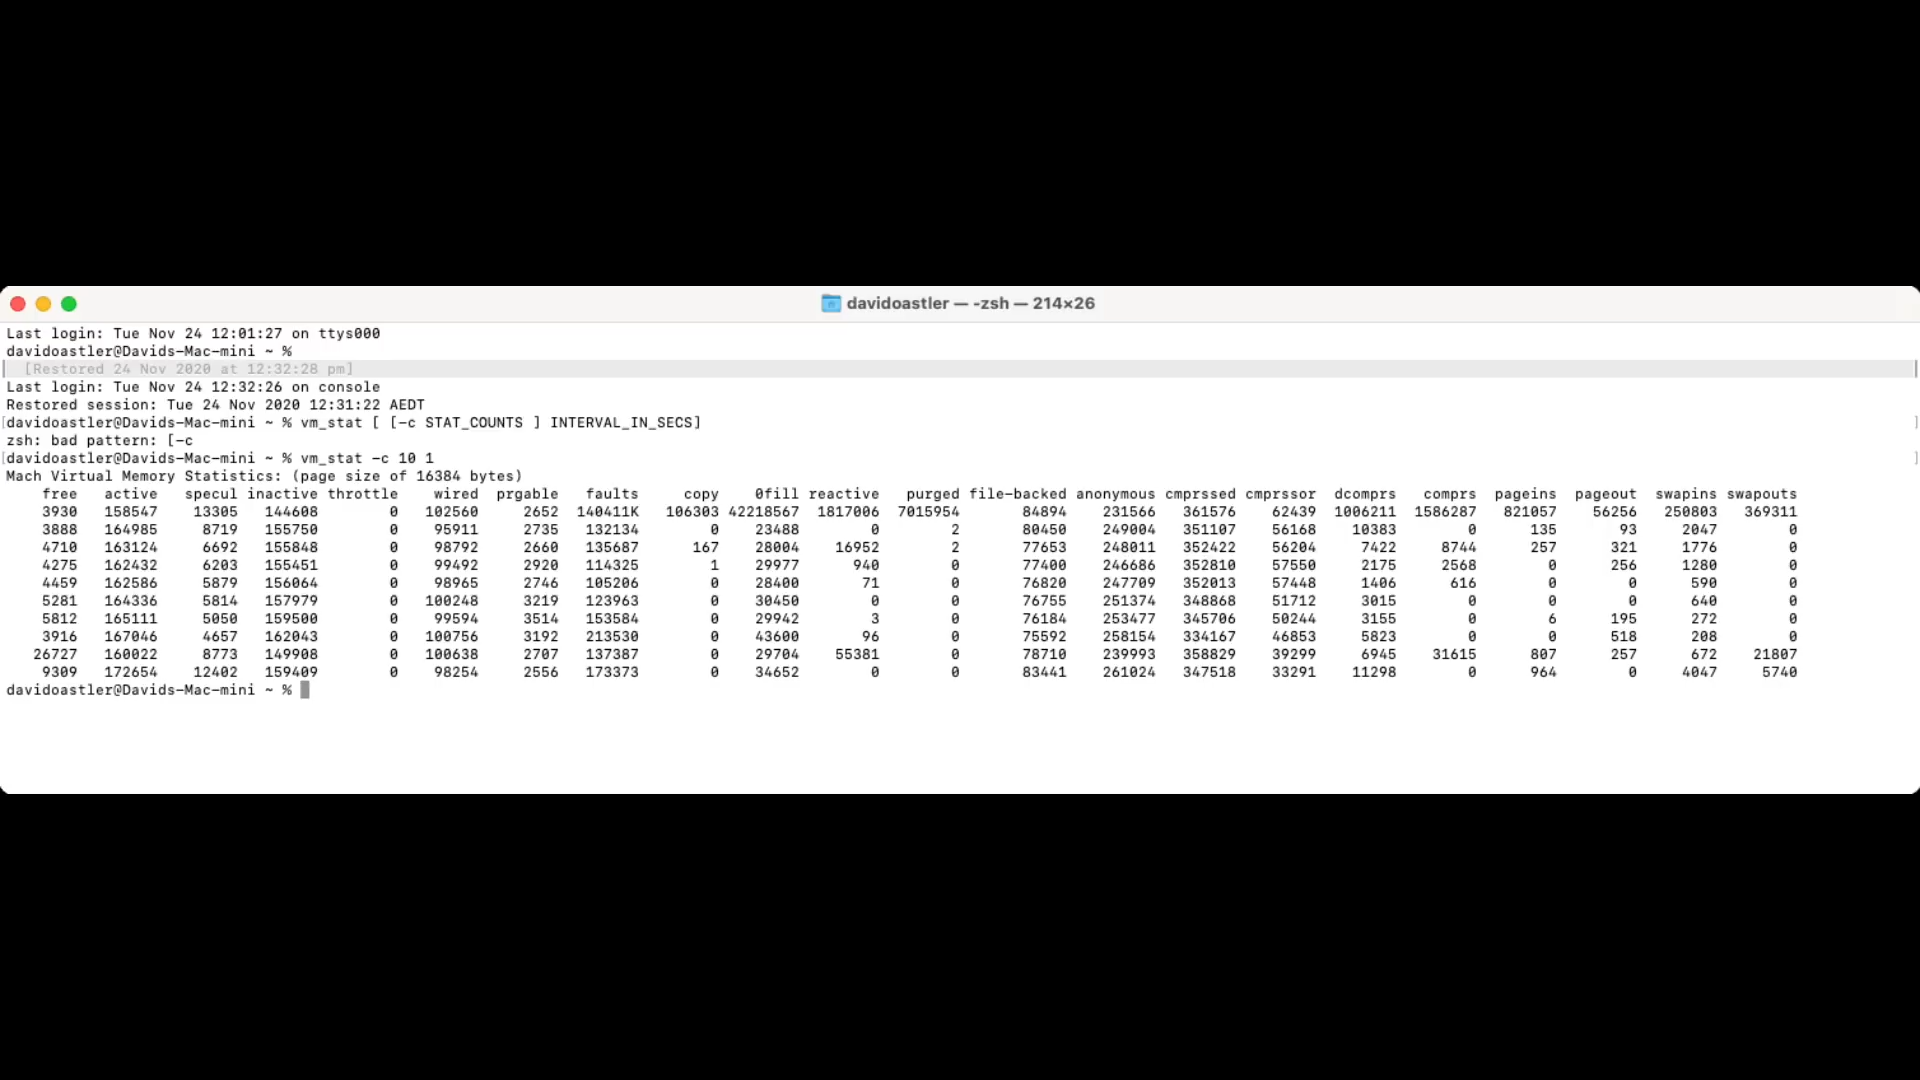 davidoastler — -zsh — 214×26
Last login: Tue Nov 24 12:01:27 on ttys000
davidoastler@Davids-Mac-mini ~ %
[Restored 24 Nov 2020 at 12:32:28 pm]
Last login: Tue Nov 24 12:32:26 on console
Restored session: Tue 24 Nov 2020 12:31:22 AEDT
[davidoastler@Davids-Mac-mini ~ % vm_stat [ [-c STAT_COUNTS ] INTERVAL_IN_SECS] ]
zsh: bad pattern: [-c
[davidoastler@Davids-Mac-mini ~ % vm_stat -c 10 1 ]
Mach Virtual Memory Statistics: (page size of 16384 bytes)
free active specul inactive throttle wired prgable faults copy 0fill reactive purged file-backed anonymous cmprssed cmprssor dcomprs comprs pageins pageout swapins swapouts
3930 158547 13305 144608 0 102560 2652 140411K 106303 42218567 1817006 7015954 84894 231566 361576 62439 1006211 1586287 821057 56256 250803 369311
3888 164985 8719 155750 0 95911 2735 132134 0 23488 0 2 80450 249004 351107 56168 10383 0 135 93 2047 0
4710 163124 6692 155848 0 98792 2660 135687 167 28004 16952 2 77653 248011 352422 56204 7422 8744 257 321 1776 0
4275 162432 6203 155451 0 99492 2920 114325 1 29977 940 0 77400 246686 352810 57550 2175 2568 0 256 1280 0
4459 162586 5879 156064 0 98965 2746 105206 0 28400 71 0 76820 247709 352013 57448 1406 616 0 0 590 0
5281 164336 5814 157979 0 100248 3219 123963 0 30450 0 0 76755 251374 348868 51712 3015 0 0 0 640 0
5812 165111 5050 159500 0 99594 3514 153584 0 29942 3 0 76184 253477 345706 50244 3155 0 6 195 272 0
3916 167046 4657 162043 0 100756 3192 213530 0 43600 96 0 75592 258154 334167 46853 5823 0 0 518 208 0
26727 160022 8773 149908 0 100638 2707 137387 0 29704 55381 0 78710 239993 358829 39299 6945 31615 807 257 672 21807
9309 172654 12402 159409 0 98254 2556 173373 0 34652 0 0 83441 261024 347518 33291 11298 0 964 0 4047 5740
davidoastler@Davids-Mac-mini ~ %